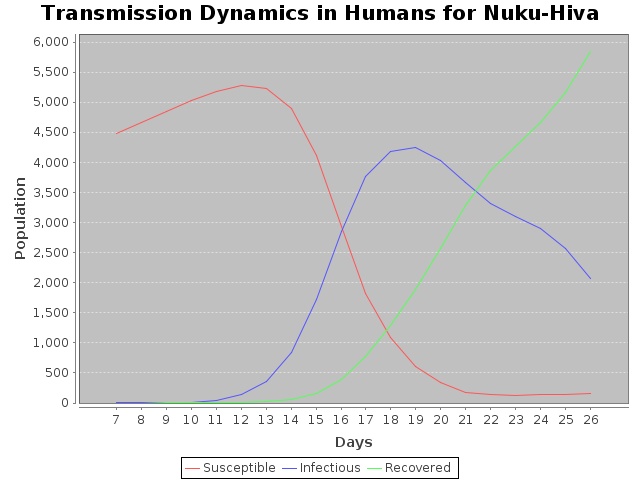 Transmission Dynamics in Humans for Nuku-Hiva
6,000
5,500
5,000
4,500
4,000
3,500
3,000
2,500
2,000
1,500
1,000
500
0
Population
7 8 9 10 11 12 13 14 15 16 17 18 19 20 21 22 23 24 25 26
Days
Susceptible Infectious Recovered